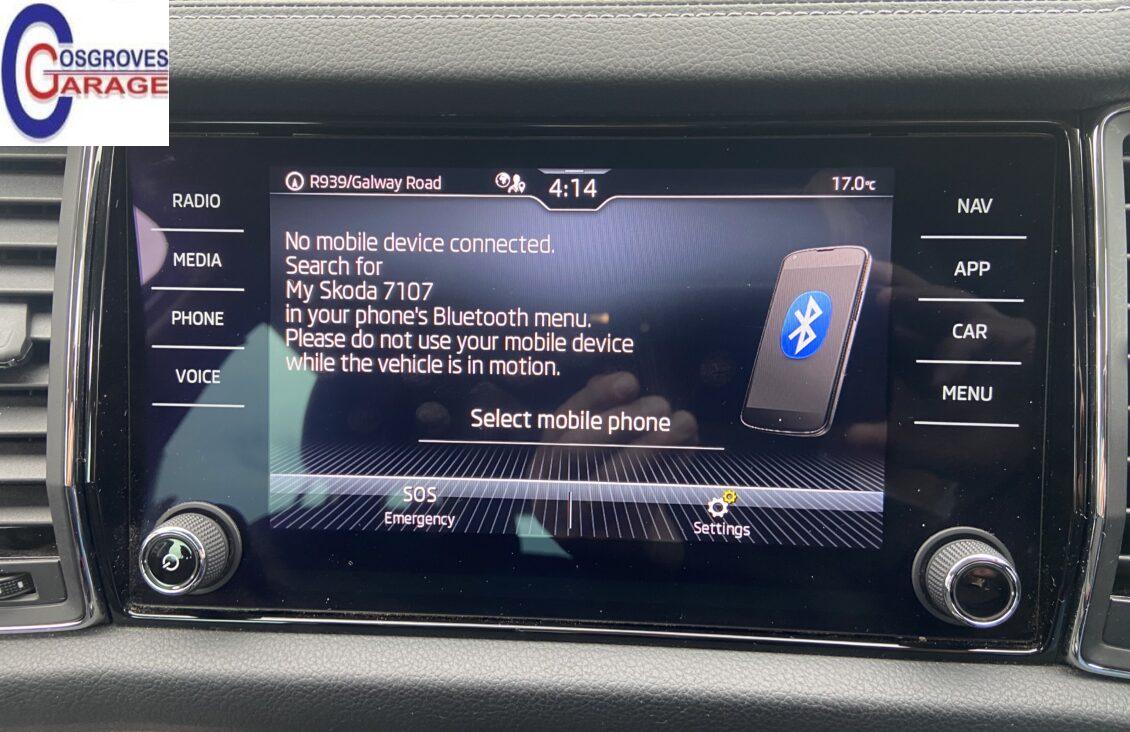 COSGROVES
GARAGE
R939/Galway Road
4:14
17.0°C
RADIO
MEDIA
PHONE
VOICE
No mobile device connected.
Search for
My Skoda 7107
in your phone's Bluetooth menu.
Please do not use your mobile device
while the vehicle is in motion.
Select mobile phone
SOS
Emergency
Settings
NAV
APP
CAR
MENU